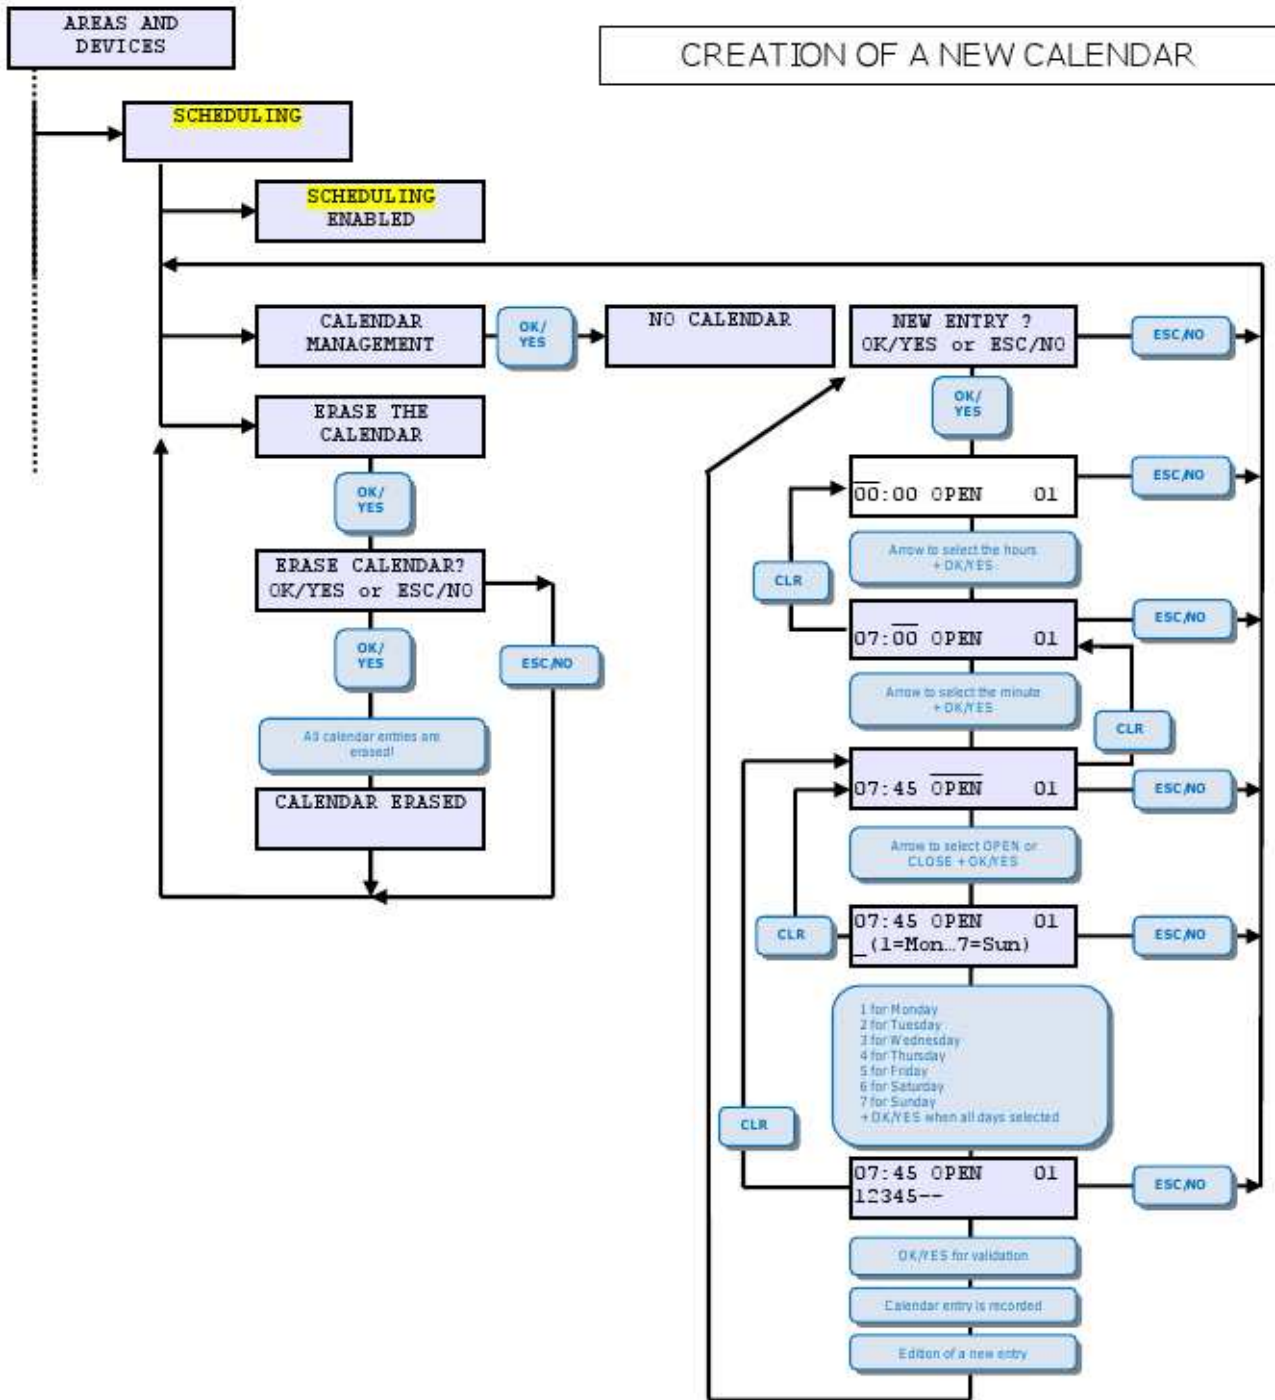 AREAS AND
DEVICES
CREATION OF A NEW CALENDAR
SCHEDULING
SCHEDULING
ENABLED
CALENDAR
MANAGEMENT
OK/
YES
NO CALENDAR
NEW ENTRY ?
OK/YES or ESC/NO
ESC/NO
OK/
YES
ERASE THE
CALENDAR
OK/
YES
ERASE CALENDAR?
OK/YES or ESC/NO
OK/
YES
ESC/NO
All calendar entries are
erased!
CALENDAR ERASED
00:00 OPEN 01
ESC/NO
Arrow to select the hours
+ OK/YES
CLR
07:00 OPEN 01
ESC/NO
Arrow to select the minute
+ OK/YES
CLR
07:45 OPEN 01
ESC/NO
Arrow to select OPEN or
CLOSE + OK/YES
CLR
07:45 OPEN 01
_(1=Mon…7=Sun)
ESC/NO
1 for Monday
2 for Tuesday
3 for Wednesday
4 for Thursday
5 for Friday
6 for Saturday
7 for Sunday
+ OK/YES when all days selected
CLR
07:45 OPEN 01
12345--
ESC/NO
OK/YES for validation
Calendar entry is recorded
Edition of a new entry